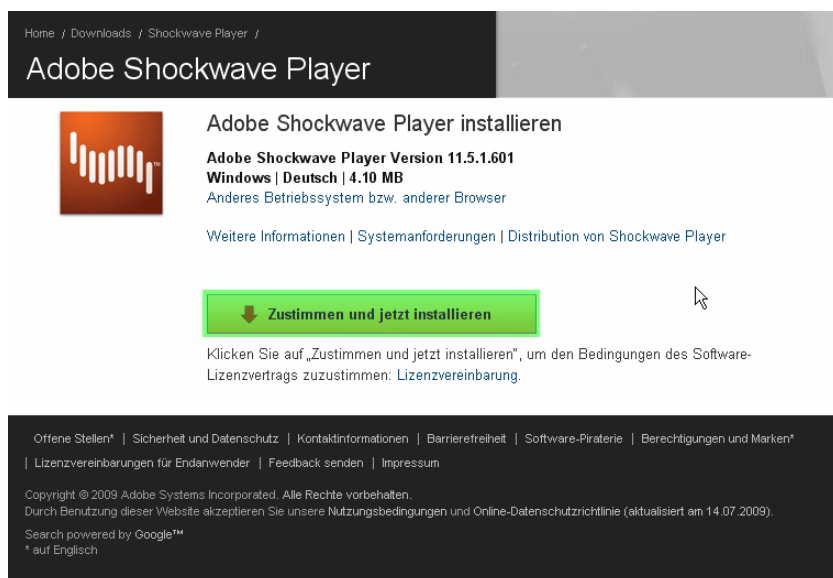 Home / Downloads / Shockwave Player /
Adobe Shockwave Player
Adobe Shockwave Player installieren
Adobe Shockwave Player Version 11.5.1.601
Windows | Deutsch | 4.10 MB
Anderes Betriebssystem bzw. anderer Browser
Weitere Informationen | Systemanforderungen | Distribution von Shockwave Player
Zustimmen und jetzt installieren
Klicken Sie auf „Zustimmen und jetzt installieren", um den Bedingungen des Software-
Lizenzvertrags zuzustimmen: Lizenzvereinbarung.
Offene Stellen* | Sicherheit und Datenschutz | Kontaktinformationen | Barrierefreiheit | Software-Piraterie | Berechtigungen und Marken*
| Lizenzvereinbarungen für Endanwender | Feedback senden | Impressum
Copyright © 2009 Adobe Systems Incorporated. Alle Rechte vorbehalten.
Durch Benutzung dieser Website akzeptieren Sie unsere Nutzungsbedingungen und Online-Datenschutzrichtlinie (aktualisiert am 14.07.2009).
Search powered by Google™
* auf Englisch